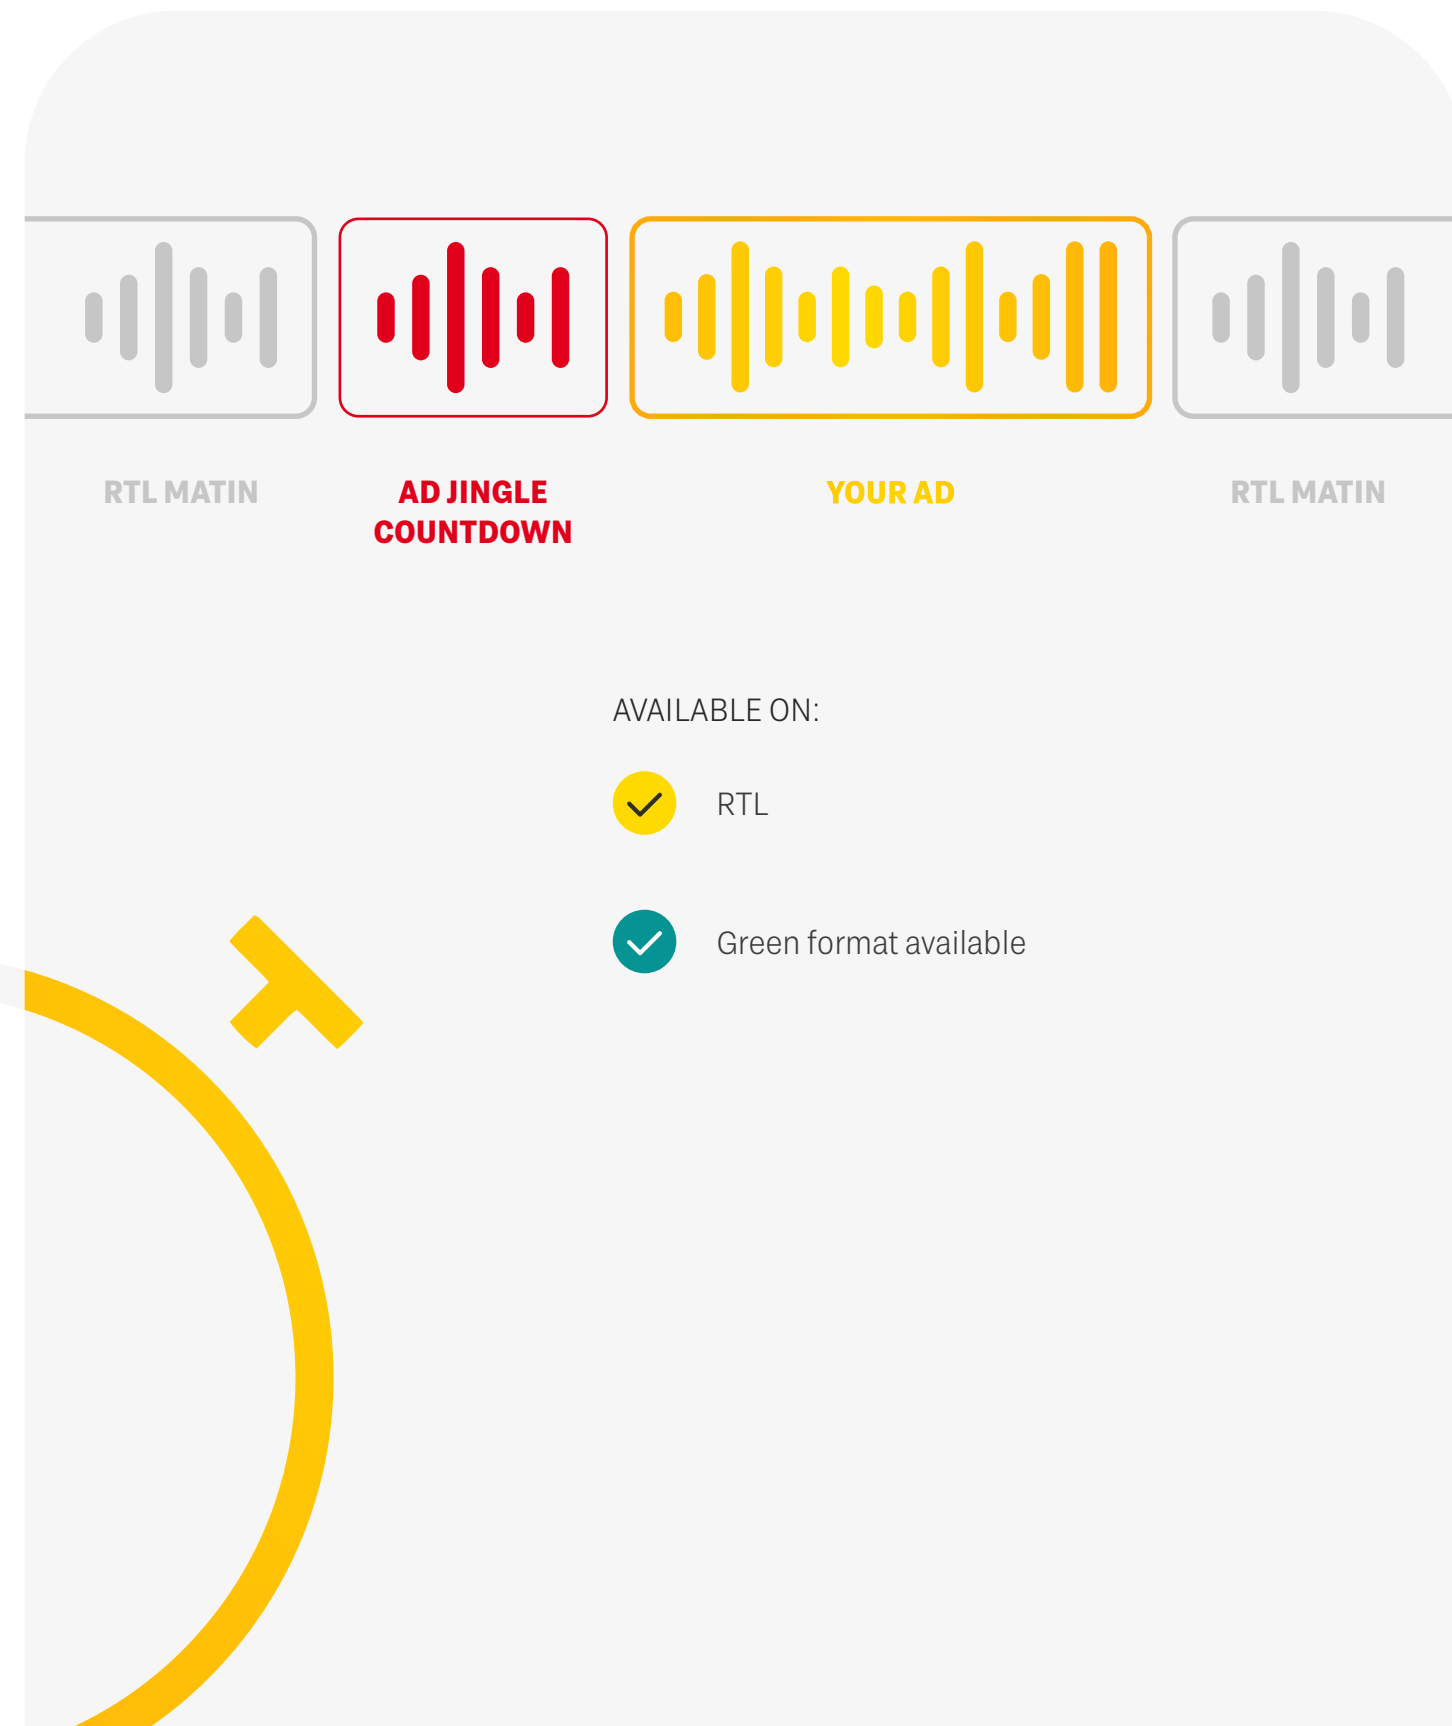 RTL MATIN
AD JINGLE
COUNTDOWN
YOUR AD
RTL MATIN
AVAILABLE ON:
RTL
Green format available